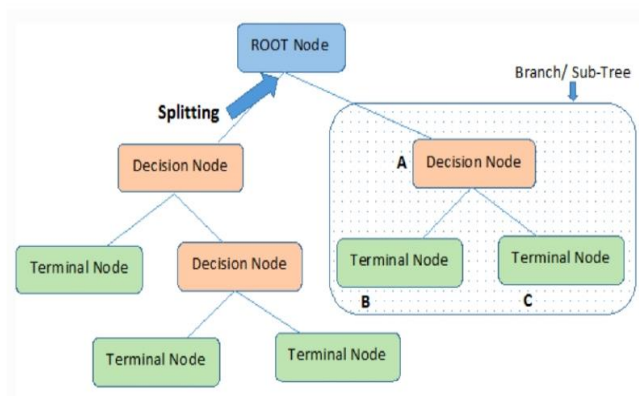 ROOT Node
Branch/ Sub-Tree
Splitting
Decision Node
A
Decision Node
Terminal Node
Decision Node
Terminal Node
Terminal Node
B
C
Terminal Node
Terminal Node